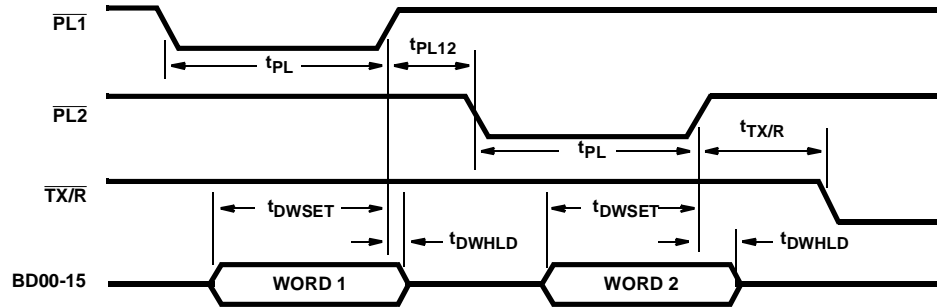 PL1
tPL12
tPL
PL2
tTX/R
tPL
TX/R
tDWSET
tDWSET
tDWHLD
tDWHLD
BD00-15
WORD 1
WORD 2